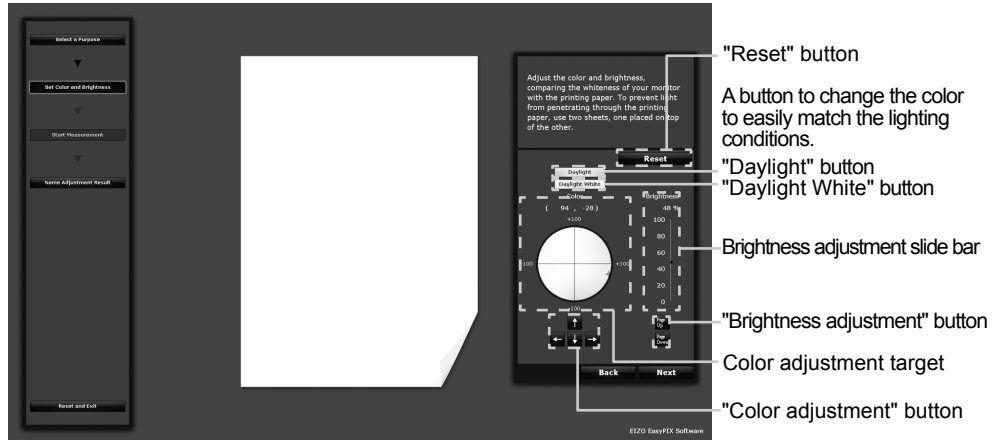 Select a Purpose
Set Color and Brightness
Start Measurement
Name Adjustment Result
Reset and Exit
Adjust the color and brightness,
comparing the whiteness of your monitor
with the printing paper. To prevent light
from penetrating through the printing
paper, use two sheets, one placed on top
of the other.
Reset
Daylight
Daylight White
Color
( 94 , -28 )
+100
-100
+100
-100
Brightness
48 %
100
80
60
40
20
0
Page Up
Page Down
Back
Next
EIZO EasyPIX Software
"Reset" button
A button to change the color
to easily match the lighting
conditions.
"Daylight" button
"Daylight White" button
Brightness adjustment slide bar
"Brightness adjustment" button
Color adjustment target
"Color adjustment" button